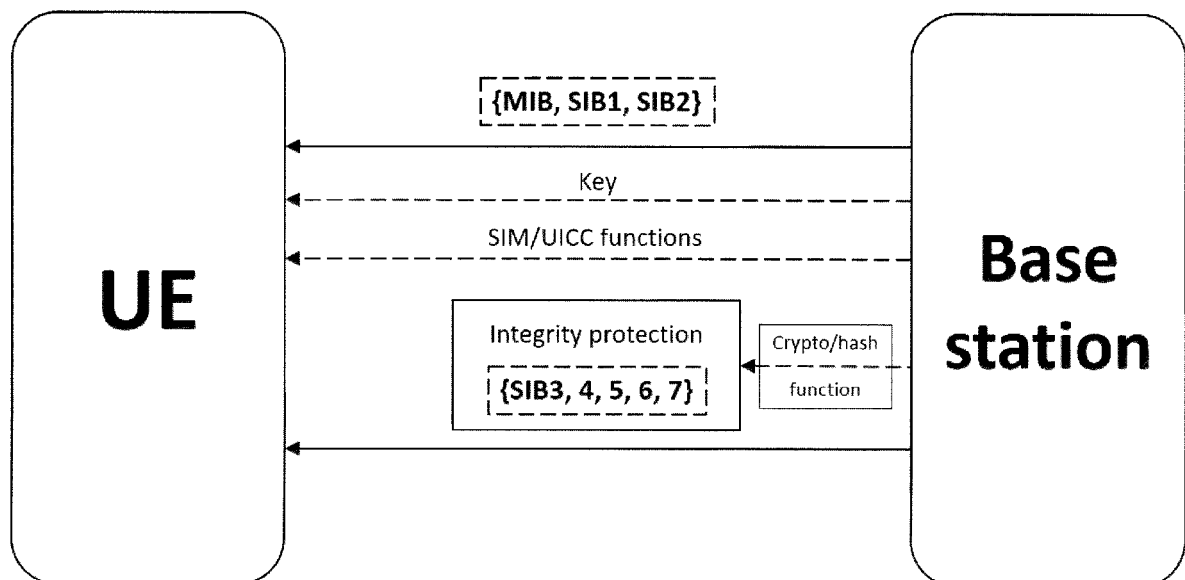 {MIB, SIB1, SIB2}
Key
SIM/UICC functions
UE
Base
station
Integrity protection
{SIB3, 4, 5, 6, 7}
Crypto/hash
function